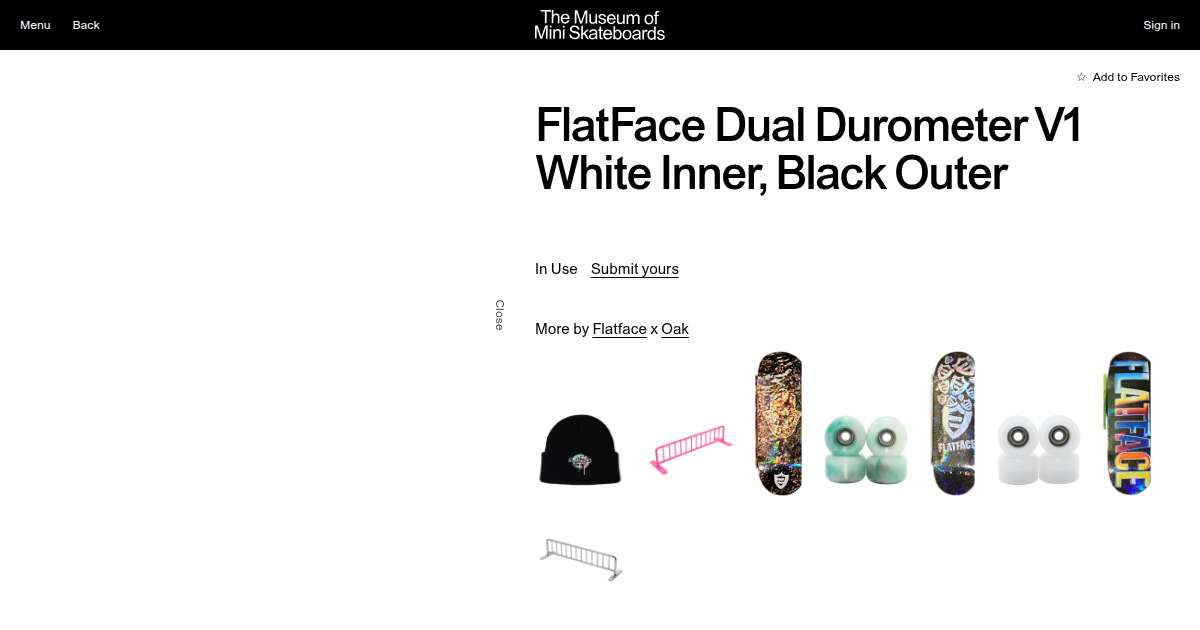 Menu
Back
The Museum of
Mini Skateboards
Sign in
☆ Add to Favorites
FlatFace Dual Durometer V1
White Inner, Black Outer
In Use
Submit yours
Close
More by Flatface x Oak
FLATFACE
FLATFACE